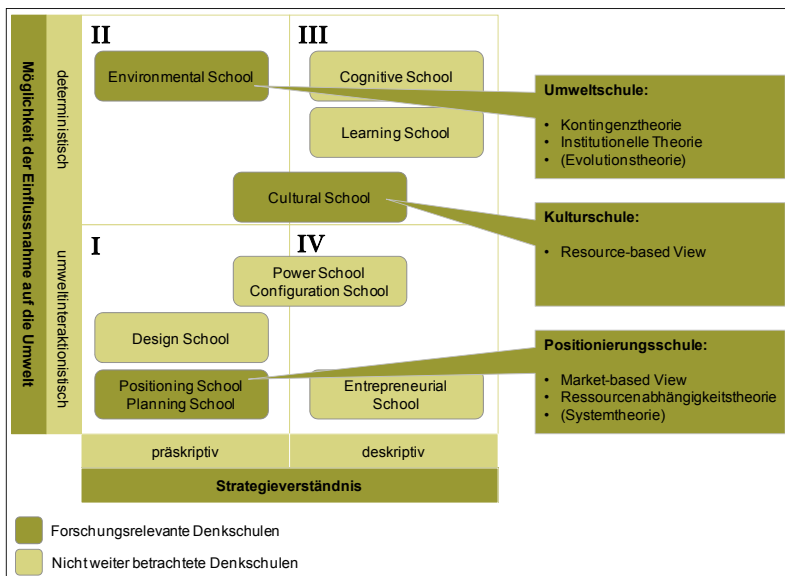 Möglichkeit der Einflussnahme auf die Umwelt
deterministisch
umweltinteraktionistisch
II
III
Environmental School
Cognitive School
Learning School
Cultural School
I
IV
Power School
Configuration School
Design School
Positioning School
Planning School
Entrepreneurial
School
präskriptiv
deskriptiv
Strategieverständnis
Umweltschule:
• Kontingenztheorie
• Institutionelle Theorie
• (Evolutionstheorie)
Kulturschule:
• Resource-based View
Positionierungsschule:
• Market-based View
• Ressourcenabhängigkeitstheorie
• (Systemtheorie)
Forschungsrelevante Denkschulen
Nicht weiter betrachtete Denkschulen